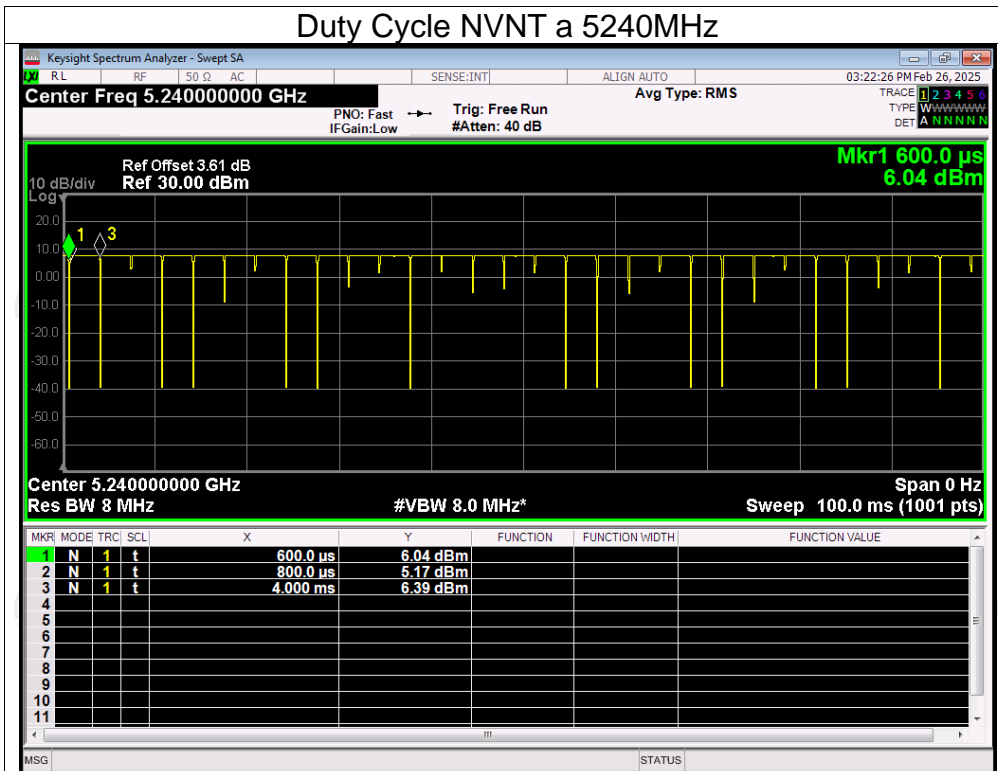 Duty Cycle NVNT a 5240MHz
Keysight Spectrum Analyzer - Swept SA
LXI RL RF 50 Ω AC SENSE:INT ALIGN AUTO 03:22:26 PM Feb 26, 2025
Center Freq 5.240000000 GHz Avg Type: RMS TRACE 1 2 3 4 5 6
PNO: Fast Trig: Free Run TYPE WWWWWW
IFGain:Low #Atten: 40 dB DET A N N N N N
Mkr1 600.0 µs
Ref Offset 3.61 dB 6.04 dBm
10 dB/div Ref 30.00 dBm
Log
20.0
1 3
10.0
0.00
-10.0
-20.0
-30.0
-40.0
-50.0
-60.0
Center 5.240000000 GHz Span 0 Hz
Res BW 8 MHz #VBW 8.0 MHz* Sweep 100.0 ms (1001 pts)
MKR MODE TRC SCL X Y FUNCTION FUNCTION WIDTH FUNCTION VALUE
1 N 1 t 600.0 µs 6.04 dBm
2 N 1 t 800.0 µs 5.17 dBm
3 N 1 t 4.000 ms 6.39 dBm
4
5
6
7
8
9
10
11
MSG STATUS